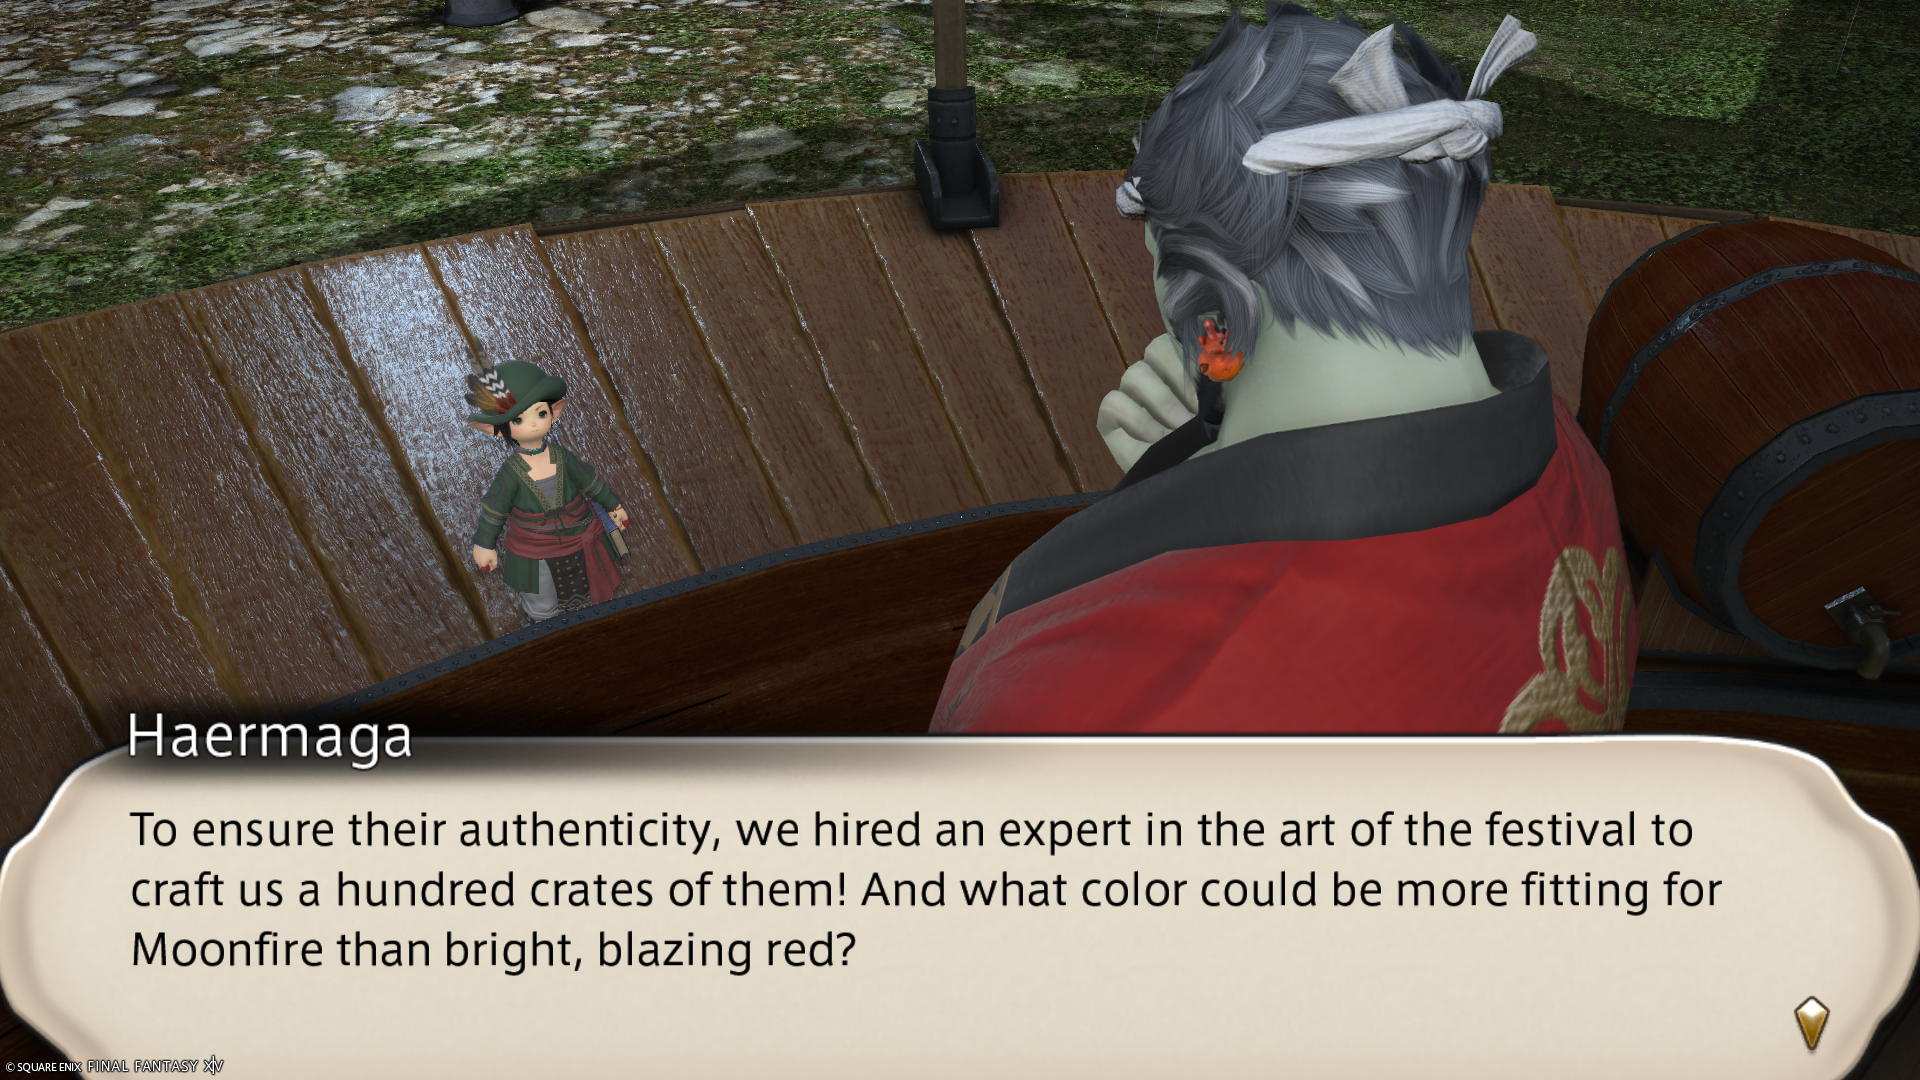 Haermaga
To ensure their authenticity, we hired an expert in the art of the festival to
craft us a hundred crates of them! And what color could be more fitting for
Moonfire than bright, blazing red?
© SQUARE ENIX FINAL FANTASY XIV